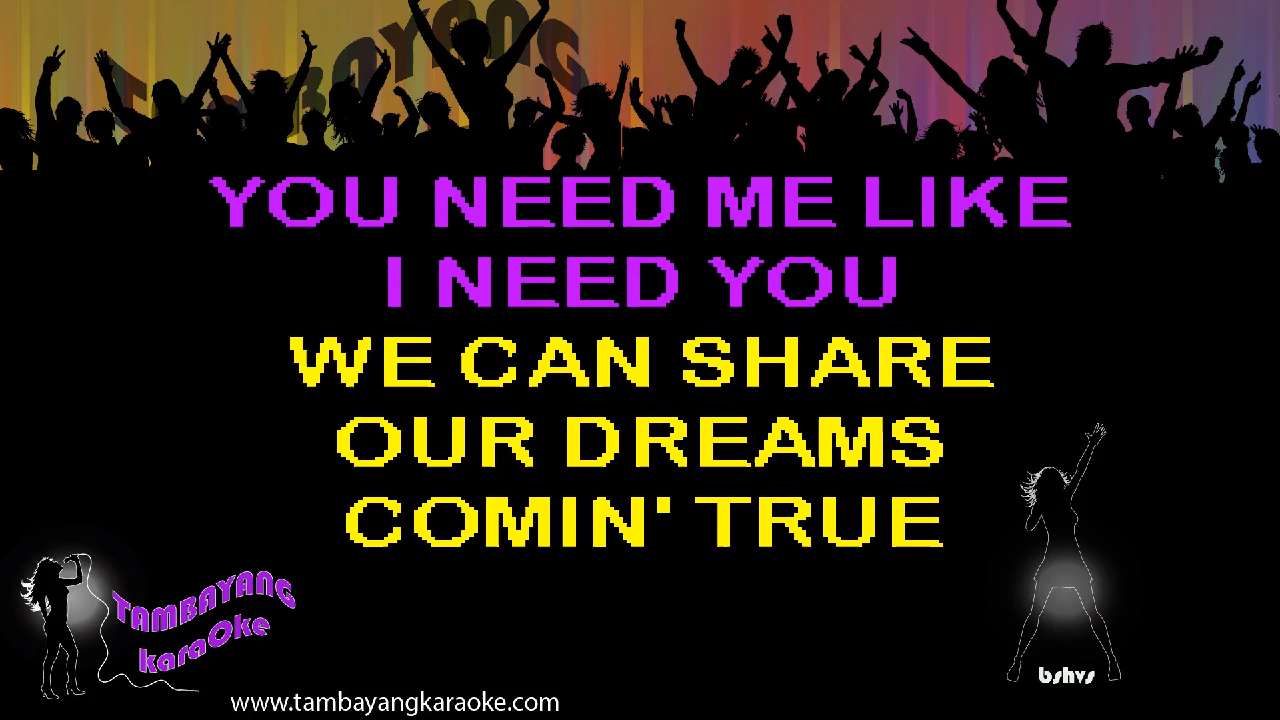 TAMBAYANG
YOU NEED ME LIKE
I NEED YOU
WE CAN SHARE
OUR DREAMS
COMIN' TRUE
TAMBAYANG
karaOke
bshvs
www.tambayangkaraoke.com